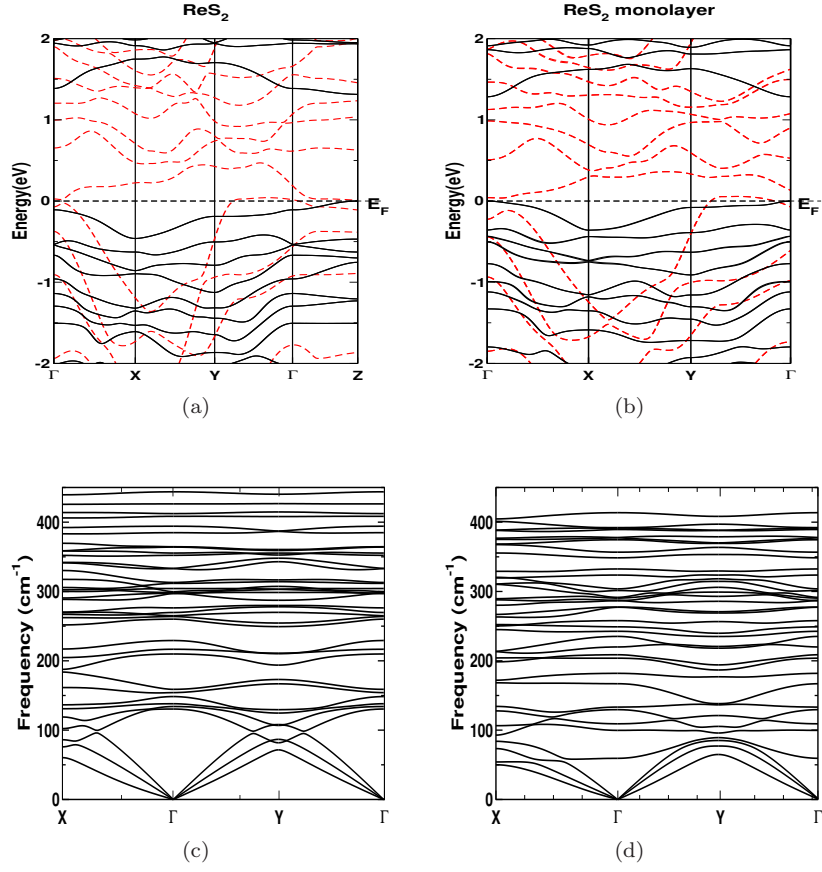 ReS2
ReS2 monolayer
2
1
0
-1
-2
Energy(eV)
EF
Γ X Y Γ Z
(a)
2
1
0
-1
-2
Energy(eV)
EF
Γ X Y Γ
(b)
400
300
200
100
0
Frequency (cm-1)
X Γ Y Γ
(c)
400
300
200
100
0
Frequency (cm-1)
X Γ Y Γ
(d)